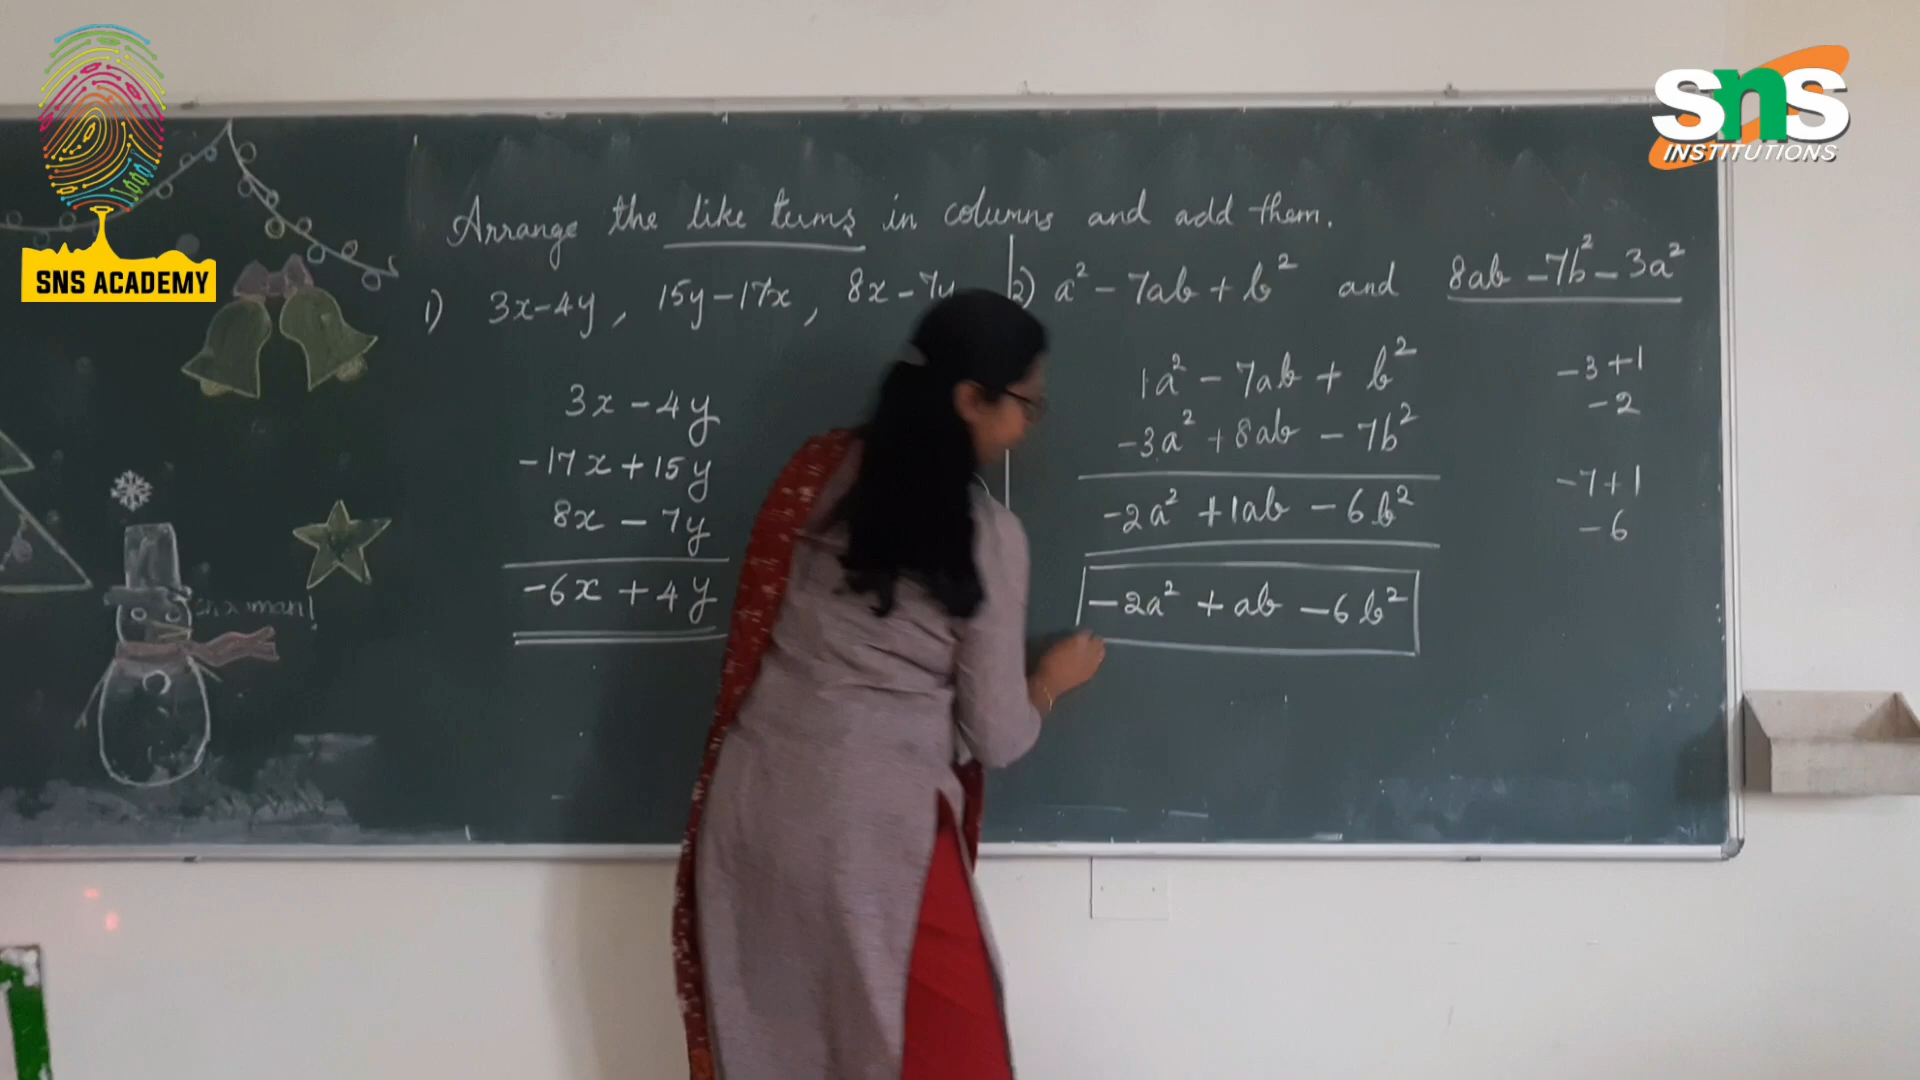 SNS ACADEMY
sns
INSTITUTIONS
Arrange the like terms in columns and add them.
1) 3x-4y, 15y-17x, 8x-7y
3x - 4y
-17x + 15y
8x - 7y
-6x + 4y
2) a² - 7ab + b² and 8ab - 7b² - 3a²
1a² - 7ab + b²
-3a² + 8ab - 7b²
-2a² + 1ab - 6b²
-2a² + ab - 6b²
-3+1
-2
-7+1
-6